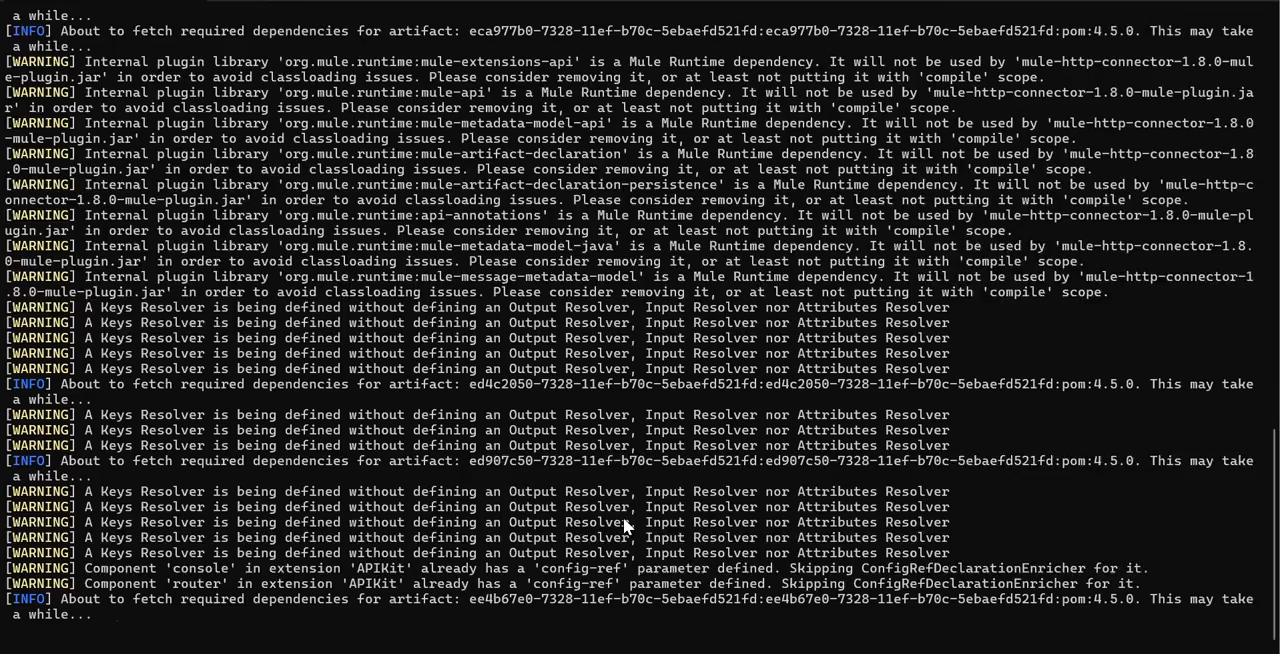 a while...
[INFO] About to fetch required dependencies for artifact: eca977b0-7328-11ef-b70c-5ebaefd521fd:eca977b0-7328-11ef-b70c-5ebaefd521fd:pom:4.5.0. This may take
a while...
[WARNING] Internal plugin library 'org.mule.runtime:mule-extensions-api' is a Mule Runtime dependency. It will not be used by 'mule-http-connector-1.8.0-mul
e-plugin.jar' in order to avoid classloading issues. Please consider removing it, or at least not putting it with 'compile' scope.
[WARNING] Internal plugin library 'org.mule.runtime:mule-api' is a Mule Runtime dependency. It will not be used by 'mule-http-connector-1.8.0-mule-plugin.ja
r' in order to avoid classloading issues. Please consider removing it, or at least not putting it with 'compile' scope.
[WARNING] Internal plugin library 'org.mule.runtime:mule-metadata-model-api' is a Mule Runtime dependency. It will not be used by 'mule-http-connector-1.8.0
-mule-plugin.jar' in order to avoid classloading issues. Please consider removing it, or at least not putting it with 'compile' scope.
[WARNING] Internal plugin library 'org.mule.runtime:mule-artifact-declaration' is a Mule Runtime dependency. It will not be used by 'mule-http-connector-1.8
.0-mule-plugin.jar' in order to avoid classloading issues. Please consider removing it, or at least not putting it with 'compile' scope.
[WARNING] Internal plugin library 'org.mule.runtime:mule-artifact-declaration-persistence' is a Mule Runtime dependency. It will not be used by 'mule-http-c
onnector-1.8.0-mule-plugin.jar' in order to avoid classloading issues. Please consider removing it, or at least not putting it with 'compile' scope.
[WARNING] Internal plugin library 'org.mule.runtime:api-annotations' is a Mule Runtime dependency. It will not be used by 'mule-http-connector-1.8.0-mule-pl
ugin.jar' in order to avoid classloading issues. Please consider removing it, or at least not putting it with 'compile' scope.
[WARNING] Internal plugin library 'org.mule.runtime:mule-metadata-model-java' is a Mule Runtime dependency. It will not be used by 'mule-http-connector-1.8.
0-mule-plugin.jar' in order to avoid classloading issues. Please consider removing it, or at least not putting it with 'compile' scope.
[WARNING] Internal plugin library 'org.mule.runtime:mule-message-metadata-model' is a Mule Runtime dependency. It will not be used by 'mule-http-connector-1
.8.0-mule-plugin.jar' in order to avoid classloading issues. Please consider removing it, or at least not putting it with 'compile' scope.
[WARNING] A Keys Resolver is being defined without defining an Output Resolver, Input Resolver nor Attributes Resolver
[WARNING] A Keys Resolver is being defined without defining an Output Resolver, Input Resolver nor Attributes Resolver
[WARNING] A Keys Resolver is being defined without defining an Output Resolver, Input Resolver nor Attributes Resolver
[WARNING] A Keys Resolver is being defined without defining an Output Resolver, Input Resolver nor Attributes Resolver
[WARNING] A Keys Resolver is being defined without defining an Output Resolver, Input Resolver nor Attributes Resolver
[INFO] About to fetch required dependencies for artifact: ed4c2050-7328-11ef-b70c-5ebaefd521fd:ed4c2050-7328-11ef-b70c-5ebaefd521fd:pom:4.5.0. This may take
a while...
[WARNING] A Keys Resolver is being defined without defining an Output Resolver, Input Resolver nor Attributes Resolver
[WARNING] A Keys Resolver is being defined without defining an Output Resolver, Input Resolver nor Attributes Resolver
[WARNING] A Keys Resolver is being defined without defining an Output Resolver, Input Resolver nor Attributes Resolver
[INFO] About to fetch required dependencies for artifact: ed907c50-7328-11ef-b70c-5ebaefd521fd:ed907c50-7328-11ef-b70c-5ebaefd521fd:pom:4.5.0. This may take
a while...
[WARNING] A Keys Resolver is being defined without defining an Output Resolver, Input Resolver nor Attributes Resolver
[WARNING] A Keys Resolver is being defined without defining an Output Resolver, Input Resolver nor Attributes Resolver
[WARNING] A Keys Resolver is being defined without defining an Output Resolver, Input Resolver nor Attributes Resolver
[WARNING] A Keys Resolver is being defined without defining an Output Resolver, Input Resolver nor Attributes Resolver
[WARNING] A Keys Resolver is being defined without defining an Output Resolver, Input Resolver nor Attributes Resolver
[WARNING] Component 'console' in extension 'APIKit' already has a 'config-ref' parameter defined. Skipping ConfigRefDeclarationEnricher for it.
[WARNING] Component 'router' in extension 'APIKit' already has a 'config-ref' parameter defined. Skipping ConfigRefDeclarationEnricher for it.
[INFO] About to fetch required dependencies for artifact: ee4b67e0-7328-11ef-b70c-5ebaefd521fd:ee4b67e0-7328-11ef-b70c-5ebaefd521fd:pom:4.5.0. This may take
a while...